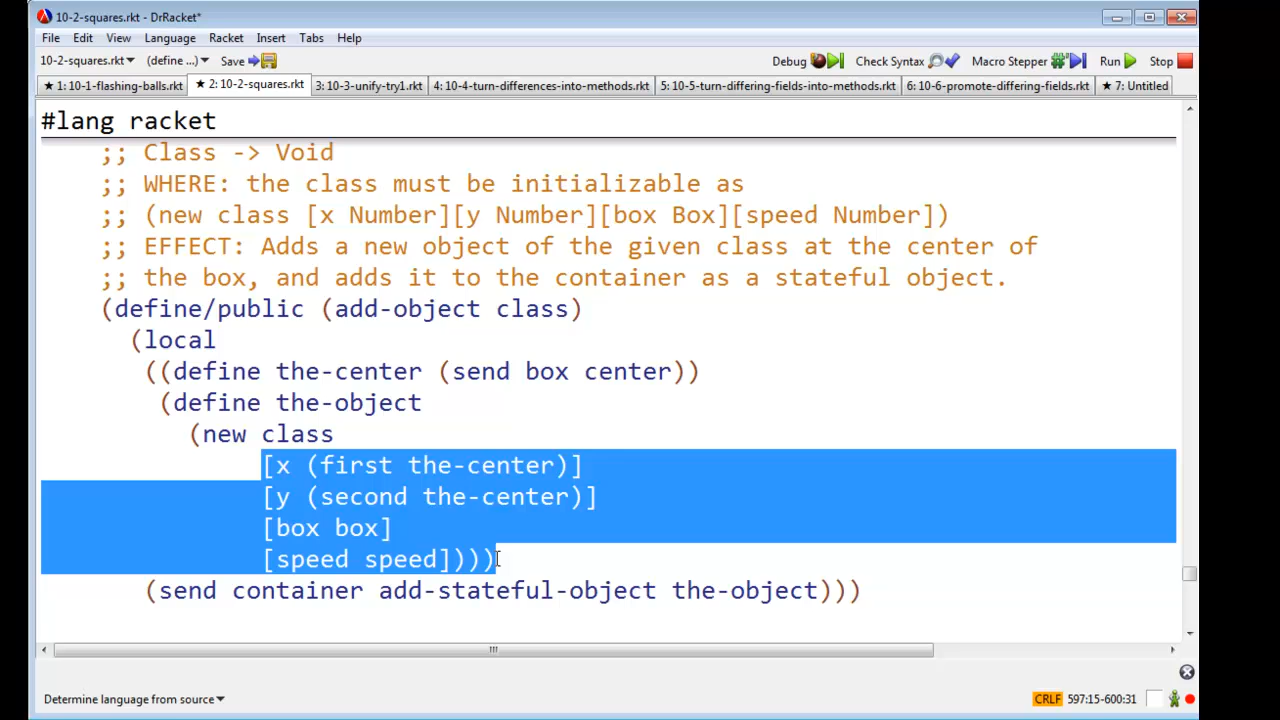 10-2-squares.rkt - DrRacket*
File Edit View Language Racket Insert Tabs Help
10-2-squares.rkt (define ...) Save Debug Check Syntax Macro Stepper Run Stop
★ 1: 10-1-flashing-balls.rkt ★ 2: 10-2-squares.rkt 3: 10-3-unify-try1.rkt 4: 10-4-turn-differences-into-methods.rkt 5: 10-5-turn-differing-fields-into-methods.rkt 6: 10-6-promote-differing-fields.rkt ★ 7: Untitled
#lang racket
;; Class -> Void
;; WHERE: the class must be initializable as
;; (new class [x Number][y Number][box Box][speed Number])
;; EFFECT: Adds a new object of the given class at the center of
;; the box, and adds it to the container as a stateful object.
(define/public (add-object class)
(local
((define the-center (send box center))
(define the-object
(new class
[x (first the-center)]
[y (second the-center)]
[box box]
[speed speed])))
(send container add-stateful-object the-object)))
Determine language from source CRLF 597:15-600:31